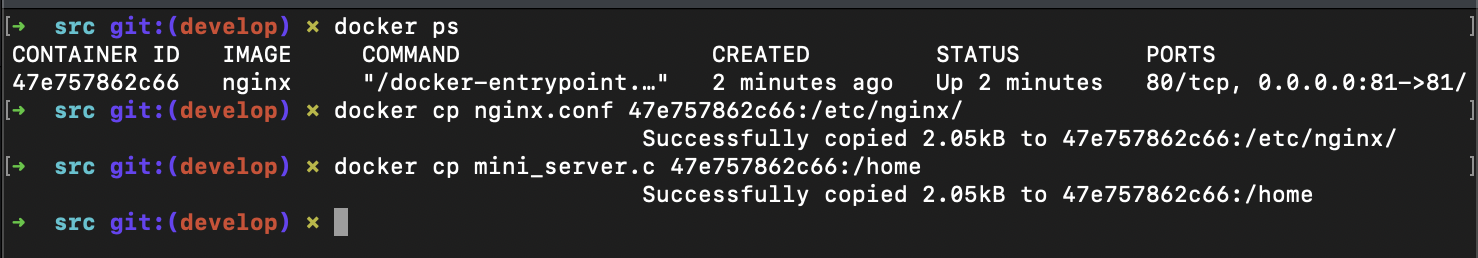 [➜  src git:(develop) ✗ docker ps ]
CONTAINER ID   IMAGE     COMMAND                  CREATED         STATUS         PORTS
47e757862c66   nginx     "/docker-entrypoint.…"   2 minutes ago   Up 2 minutes   80/tcp, 0.0.0.0:81->81/
[➜  src git:(develop) ✗ docker cp nginx.conf 47e757862c66:/etc/nginx/ ]
Successfully copied 2.05kB to 47e757862c66:/etc/nginx/
[➜  src git:(develop) ✗ docker cp mini_server.c 47e757862c66:/home ]
Successfully copied 2.05kB to 47e757862c66:/home
➜  src git:(develop) ✗